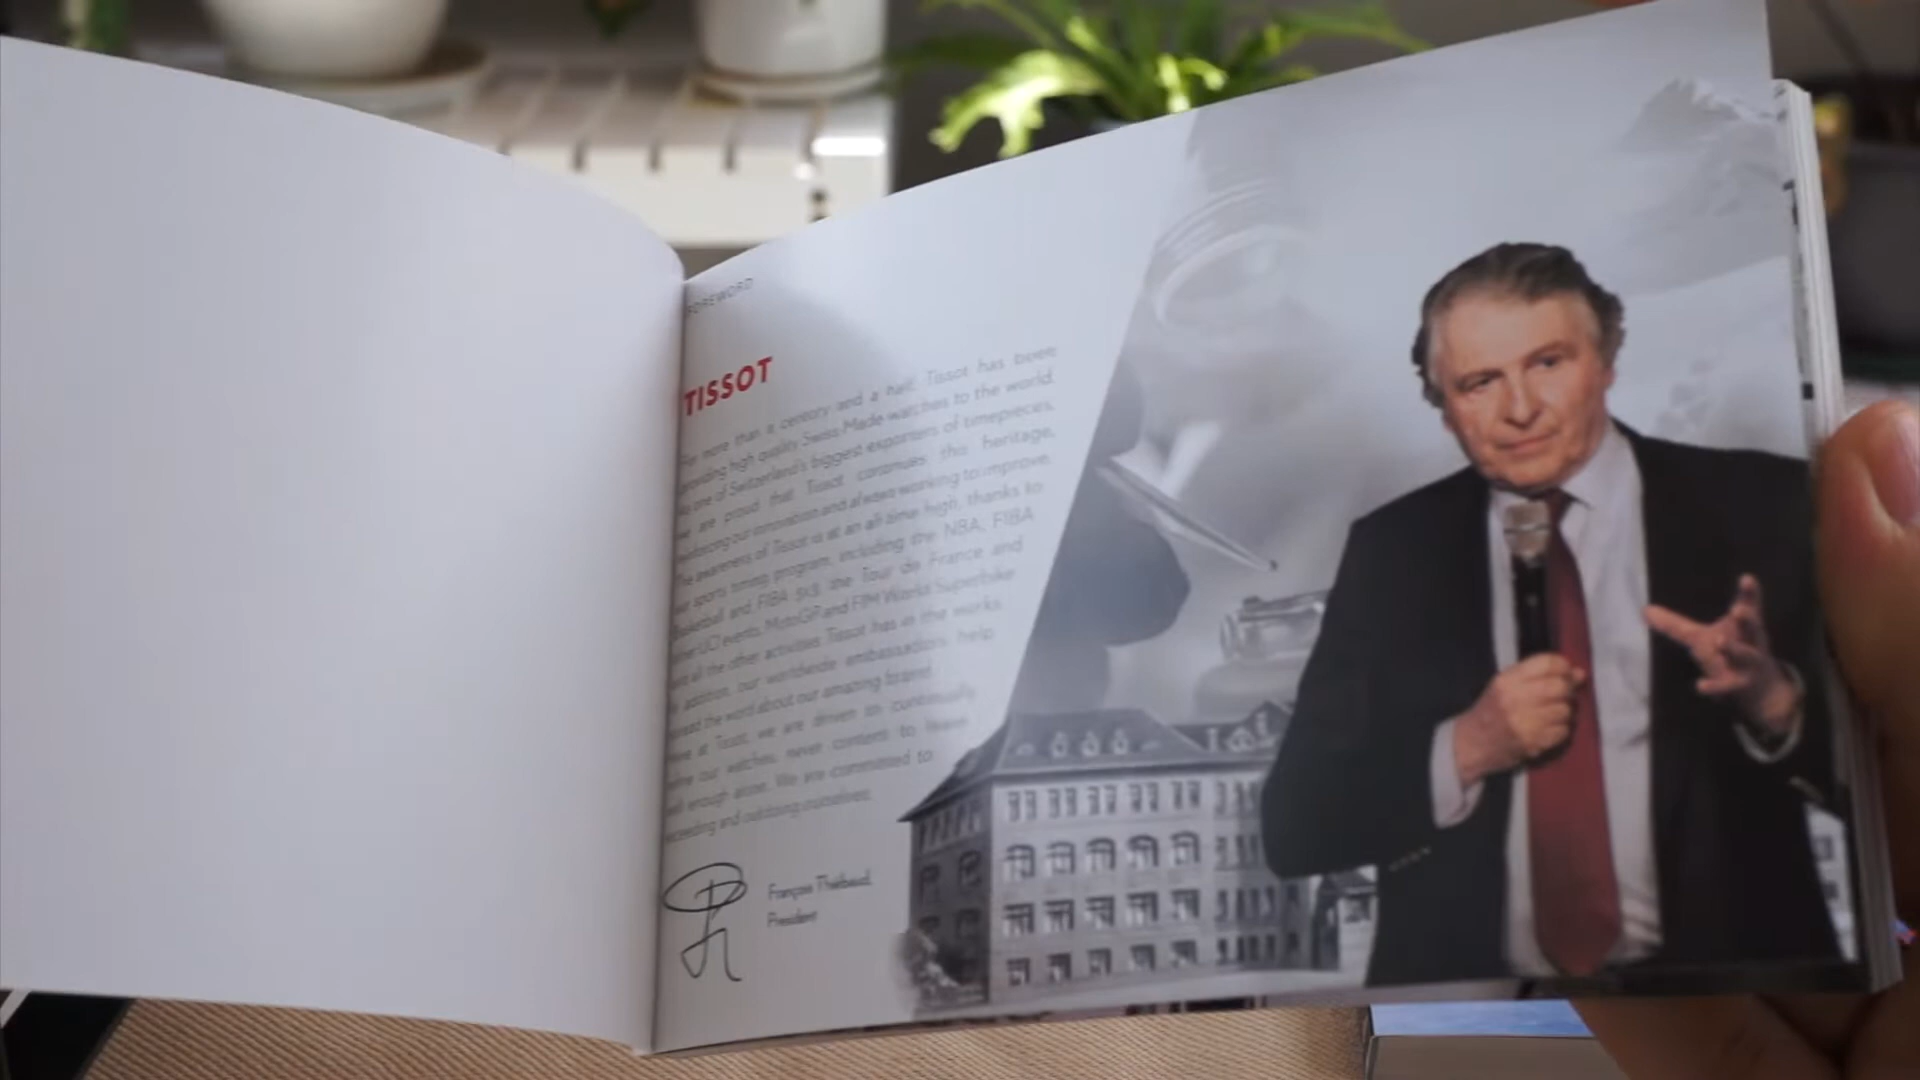 FOREWORD
TISSOT
For more than a century and a half, Tissot has been
providing high quality Swiss Made watches to the world.
As one of Switzerland's biggest exporters of timepieces,
we are proud that Tissot continues this heritage,
reinforcing our innovation and always working to improve.
The awareness of Tissot is at an all time high, thanks to
our sports timing program, including the NBA, FIBA
Basketball and FIBA 3x3, the Tour de France and
other UCI events, MotoGP and FIM World Superbike
and all the other activities Tissot has in the works.
In addition, our worldwide ambassadors help
spread the word about our amazing brand.
Here at Tissot, we are driven to continually
our watches, never content to leave
well enough alone. We are committed to
exceeding and outdoing ourselves.
François Thiébaud,
President